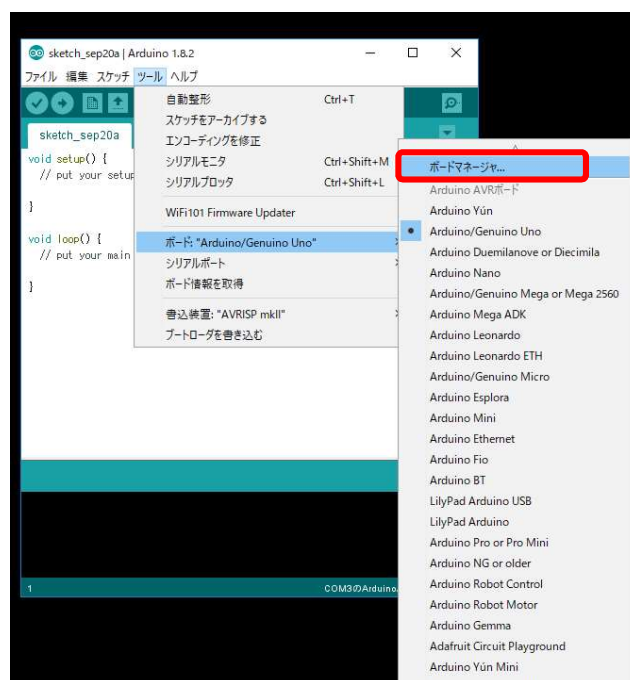 sketch_sep20a | Arduino 1.8.2
ファイル 編集 スケッチ ツール ヘルプ
sketch_sep20a
void setup() {
// put your setup
}
void loop() {
// put your main
}
自動整形 Ctrl+T
スケッチをアーカイブする
エンコーディングを修正
シリアルモニタ Ctrl+Shift+M
シリアルプロッタ Ctrl+Shift+L
WiFi101 Firmware Updater
ボード: "Arduino/Genuino Uno"
シリアルポート
ボード情報を取得
書込装置: "AVRISP mkII"
ブートローダを書き込む
ボードマネージャ...
Arduino AVRボード
Arduino Yún
Arduino/Genuino Uno
Arduino Duemilanove or Diecimila
Arduino Nano
Arduino/Genuino Mega or Mega 2560
Arduino Mega ADK
Arduino Leonardo
Arduino Leonardo ETH
Arduino/Genuino Micro
Arduino Esplora
Arduino Mini
Arduino Ethernet
Arduino Fio
Arduino BT
LilyPad Arduino USB
LilyPad Arduino
Arduino Pro or Pro Mini
Arduino NG or older
Arduino Robot Control
Arduino Robot Motor
Arduino Gemma
Adafruit Circuit Playground
Arduino Yún Mini
1 COM3のArduino